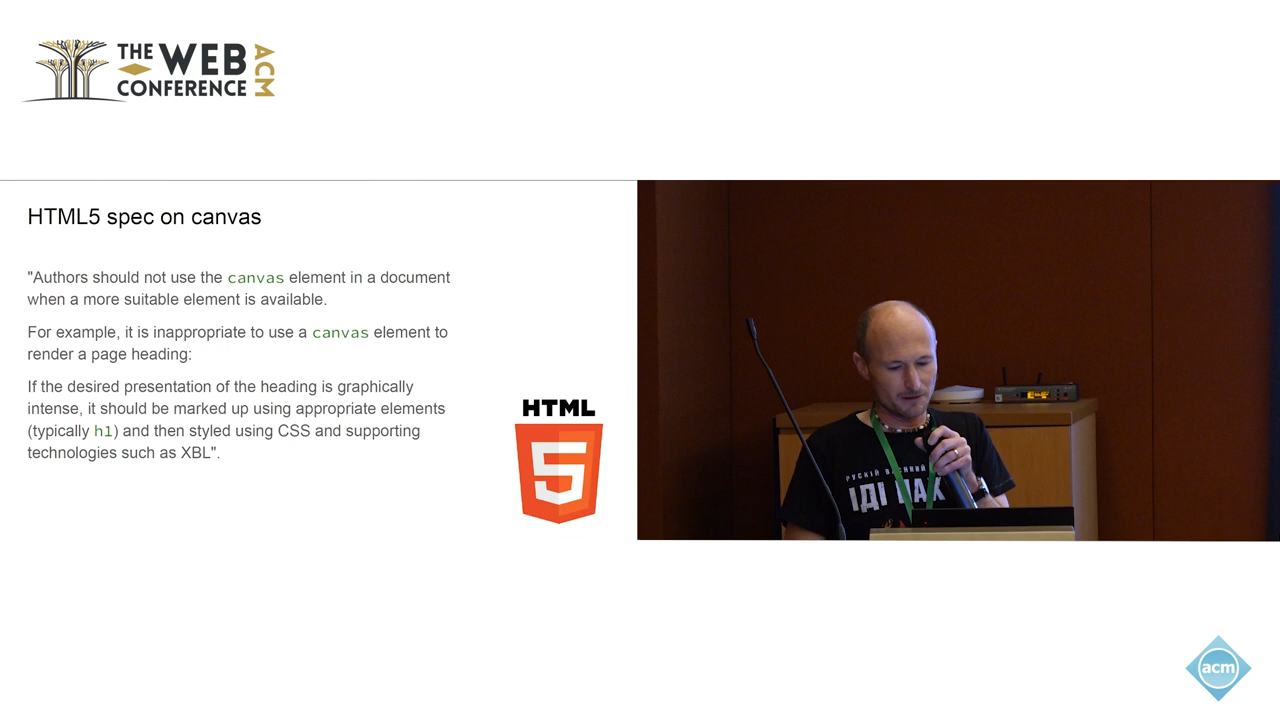 THE WEB
CONFERENCE
ACM
HTML5 spec on canvas
"Authors should not use the canvas element in a document
when a more suitable element is available.
For example, it is inappropriate to use a canvas element to
render a page heading:
If the desired presentation of the heading is graphically
intense, it should be marked up using appropriate elements
(typically h1) and then styled using CSS and supporting
technologies such as XBL".
HTML
5
ІДІ НАХ
acm